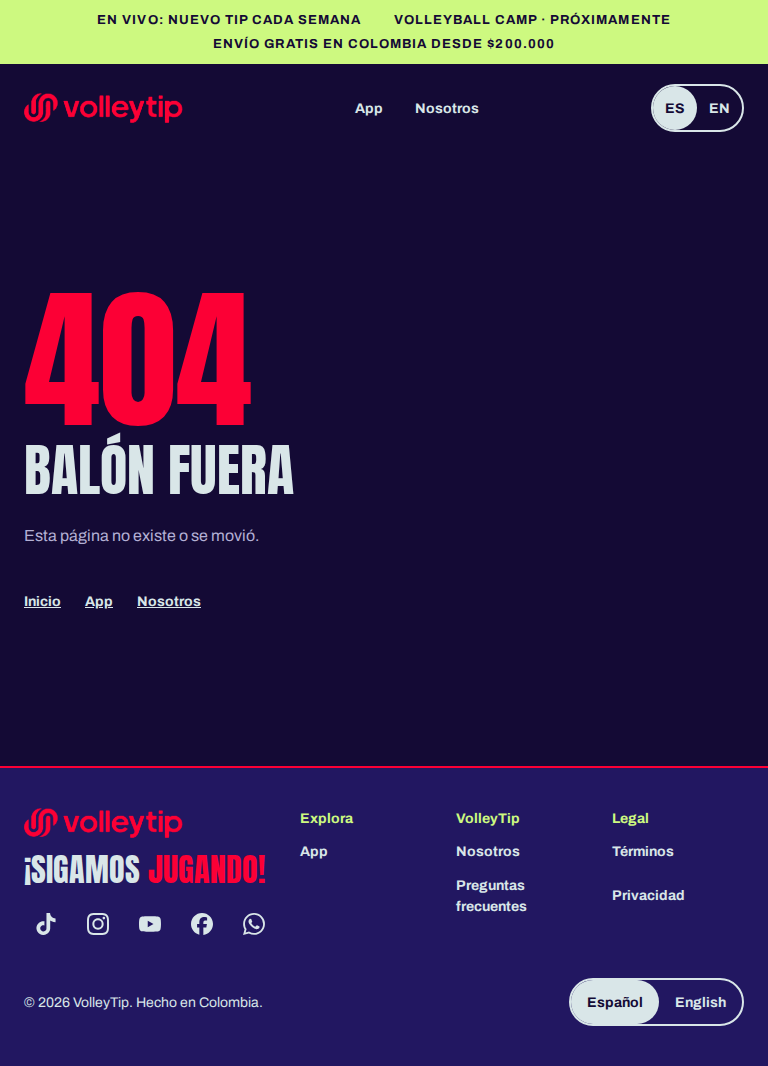 EN VIVO: NUEVO TIP CADA SEMANA VOLLEYBALL CAMP · PRÓXIMAMENTE
ENVÍO GRATIS EN COLOMBIA DESDE $200.000
volleytip App Nosotros ES EN
404
BALÓN FUERA
Esta página no existe o se movió.
Inicio App Nosotros
volleytip
¡SIGAMOS JUGANDO!
Explora
App
VolleyTip
Nosotros
Preguntas
frecuentes
Legal
Términos
Privacidad
© 2026 VolleyTip. Hecho en Colombia.
Español English